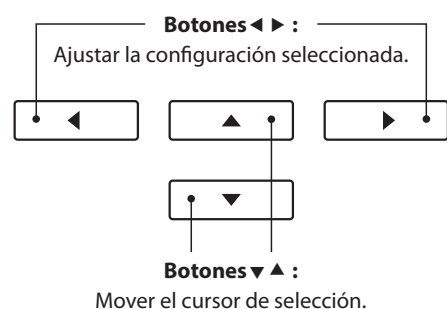 Botones ◀ ▶ :
Ajustar la configuración seleccionada.
Botones ▼ ▲ :
Mover el cursor de selección.